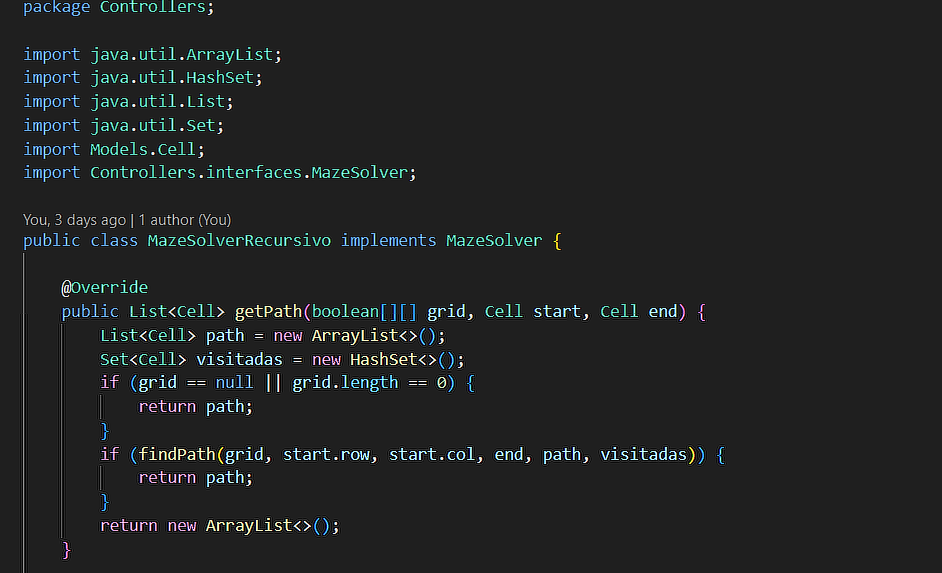 package Controllers;
import java.util.ArrayList;
import java.util.HashSet;
import java.util.List;
import java.util.Set;
import Models.Cell;
import Controllers.interfaces.MazeSolver;
You, 3 days ago | 1 author (You)
public class MazeSolverRecursivo implements MazeSolver {
@Override
public List<Cell> getPath(boolean[][] grid, Cell start, Cell end) {
List<Cell> path = new ArrayList<>();
Set<Cell> visitadas = new HashSet<>();
if (grid == null || grid.length == 0) {
return path;
}
if (findPath(grid, start.row, start.col, end, path, visitadas)) {
return path;
}
return new ArrayList<>();
}